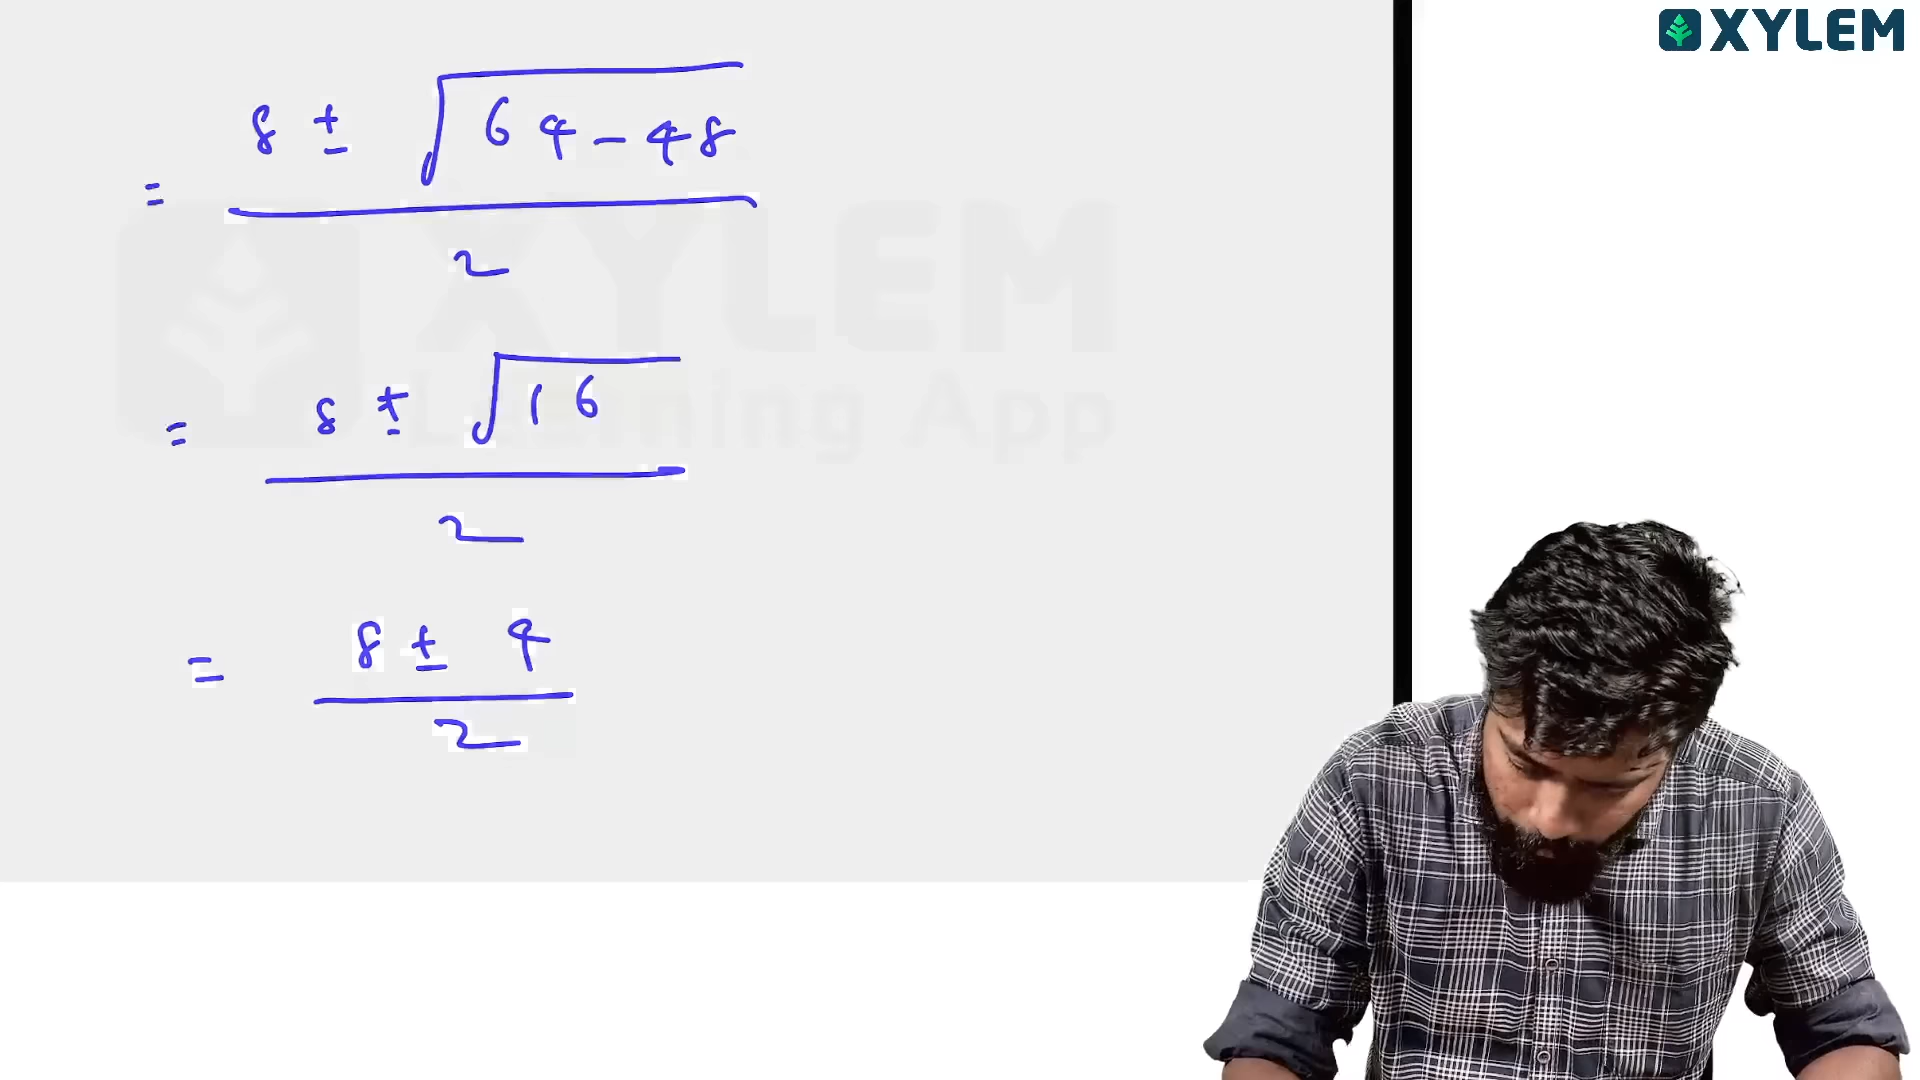 XYLEM
= 8 ± √64-48
2
= 8 ± √16
2
= 8 ± 4
2
XYLEM
Learning App